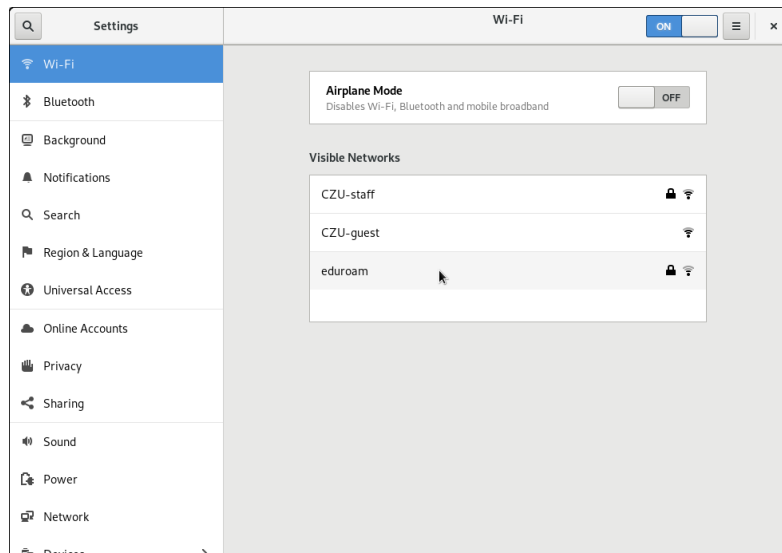 Settings
Wi-Fi
ON
Wi-Fi
Bluetooth
Background
Notifications
Search
Region & Language
Universal Access
Online Accounts
Privacy
Sharing
Sound
Power
Network
Devices
Airplane Mode
Disables Wi-Fi, Bluetooth and mobile broadband
OFF
Visible Networks
CZU-staff
CZU-guest
eduroam